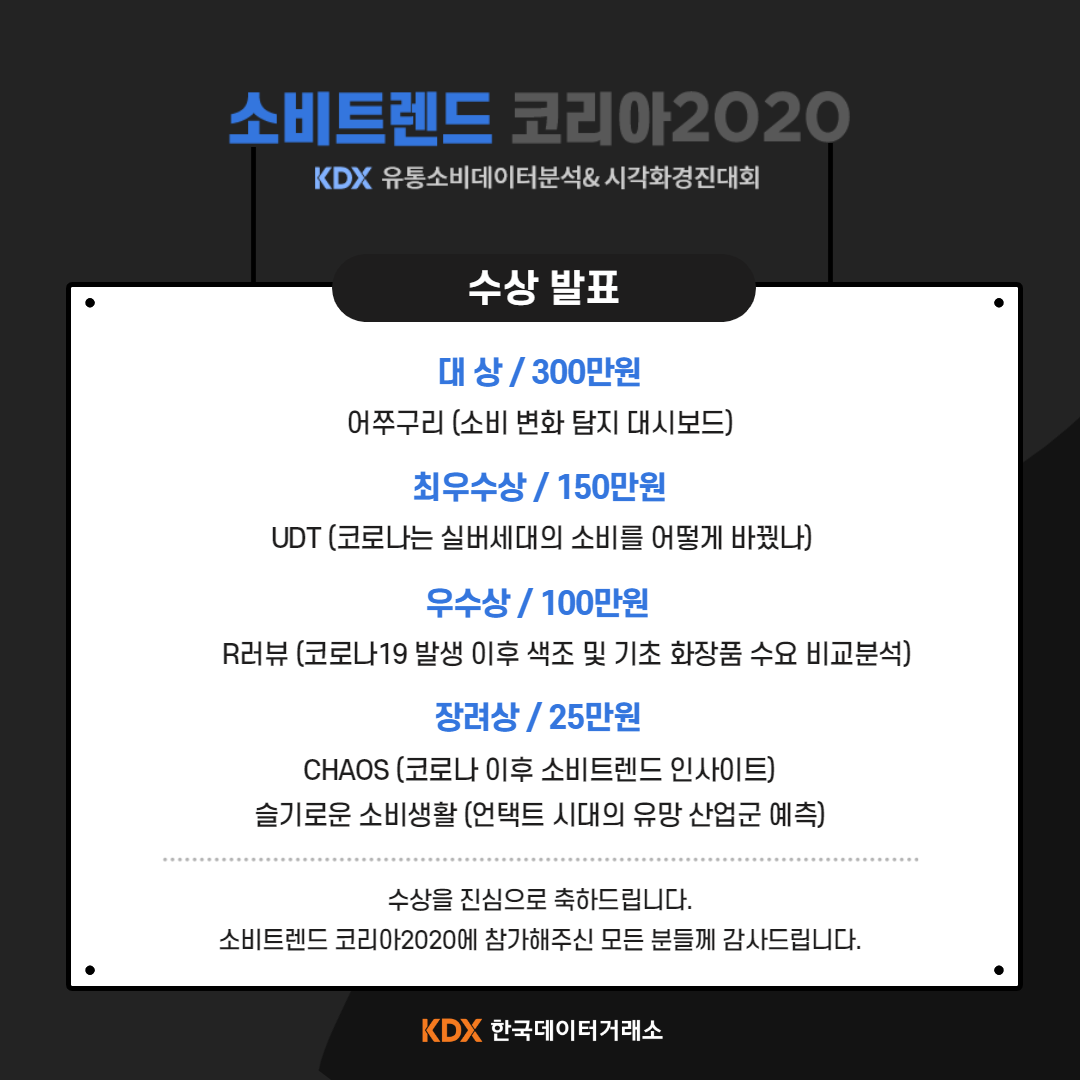 소비트렌드 코리아2020
KDX 유통소비데이터분석& 시각화경진대회
수상 발표
대 상 / 300만원
어쭈구리 (소비 변화 탐지 대시보드)
최우수상 / 150만원
UDT (코로나는 실버세대의 소비를 어떻게 바꿨나)
우수상 / 100만원
R러뷰 (코로나19 발생 이후 색조 및 기초 화장품 수요 비교분석)
장려상 / 25만원
CHAOS (코로나 이후 소비트렌드 인사이트)
슬기로운 소비생활 (언택트 시대의 유망 산업군 예측)
수상을 진심으로 축하드립니다.
소비트렌드 코리아2020에 참가해주신 모든 분들께 감사드립니다.
KDX 한국데이터거래소